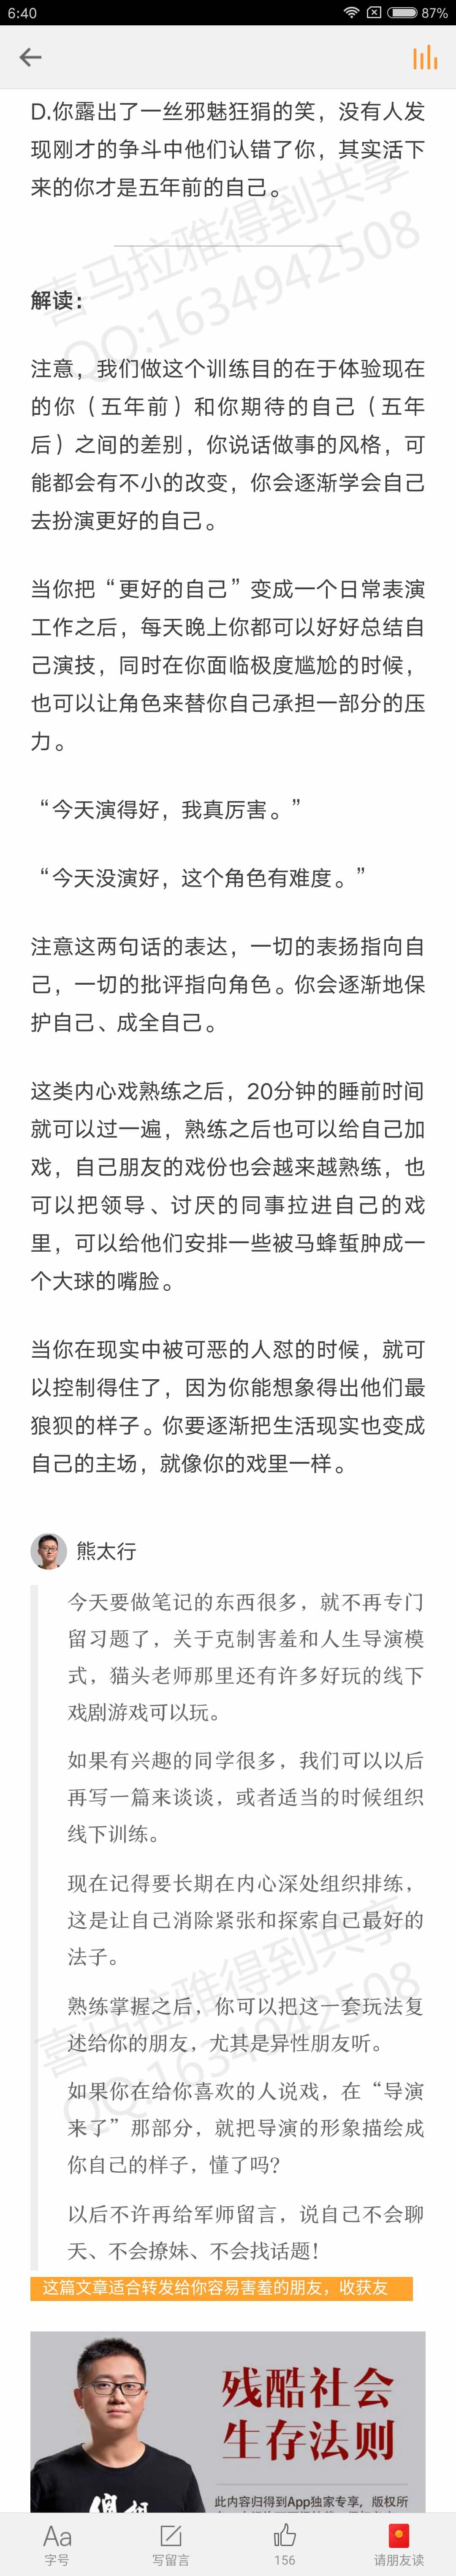 6:40
87%
D.你露出了一丝邪魅狂狷的笑，没有人发
现刚才的争斗中他们认错了你，其实活下
来的你才是五年前的自己。
喜马拉雅得到共享
QQ:1634942508
解读：
注意，我们做这个训练目的在于体验现在
的你（五年前）和你期待的自己（五年
后）之间的差别，你说话做事的风格，可
能都会有不小的改变，你会逐渐学会自己
去扮演更好的自己。
当你把“更好的自己”变成一个日常表演
工作之后，每天晚上你都可以好好总结自
己演技，同时在你面临极度尴尬的时候，
也可以让角色来替你自己承担一部分的压
力。
“今天演得好，我真厉害。”
“今天没演好，这个角色有难度。”
注意这两句话的表达，一切的表扬指向自
己，一切的批评指向角色。你会逐渐地保
护自己、成全自己。
这类内心戏熟练之后，20分钟的睡前时间
就可以过一遍，熟练之后也可以给自己加
戏，自己朋友的戏份也会越来越熟练，也
可以把领导、讨厌的同事拉进自己的戏
里，可以给他们安排一些被马蜂蜇肿成一
个大球的嘴脸。
当你在现实中被可恶的人怼的时候，就可
以控制得住了，因为你能想象得出他们最
狼狈的样子。你要逐渐把生活现实也变成
自己的主场，就像你的戏里一样。
熊太行
今天要做笔记的东西很多，就不再专门
留习题了，关于克制害羞和人生导演模
式，猫头老师那里还有许多好玩的线下
戏剧游戏可以玩。
如果有兴趣的同学很多，我们可以以后
再写一篇来谈谈，或者适当的时候组织
线下训练。
现在记得要长期在内心深处组织排练，
这是让自己消除紧张和探索自己最好的
法子。
喜马拉雅得到共享
QQ:1634942508
熟练掌握之后，你可以把这一套玩法复
述给你的朋友，尤其是异性朋友听。
如果你在给你喜欢的人说戏，在“导演
来了”那部分，就把导演的形象描绘成
你自己的样子，懂了吗？
以后不许再给军师留言，说自己不会聊
天、不会撩妹、不会找话题！
这篇文章适合转发给你容易害羞的朋友，收获友
残酷社会
生存法则
此内容归得到App独家专享，版权所
Aa
字号
写留言
156
请朋友读